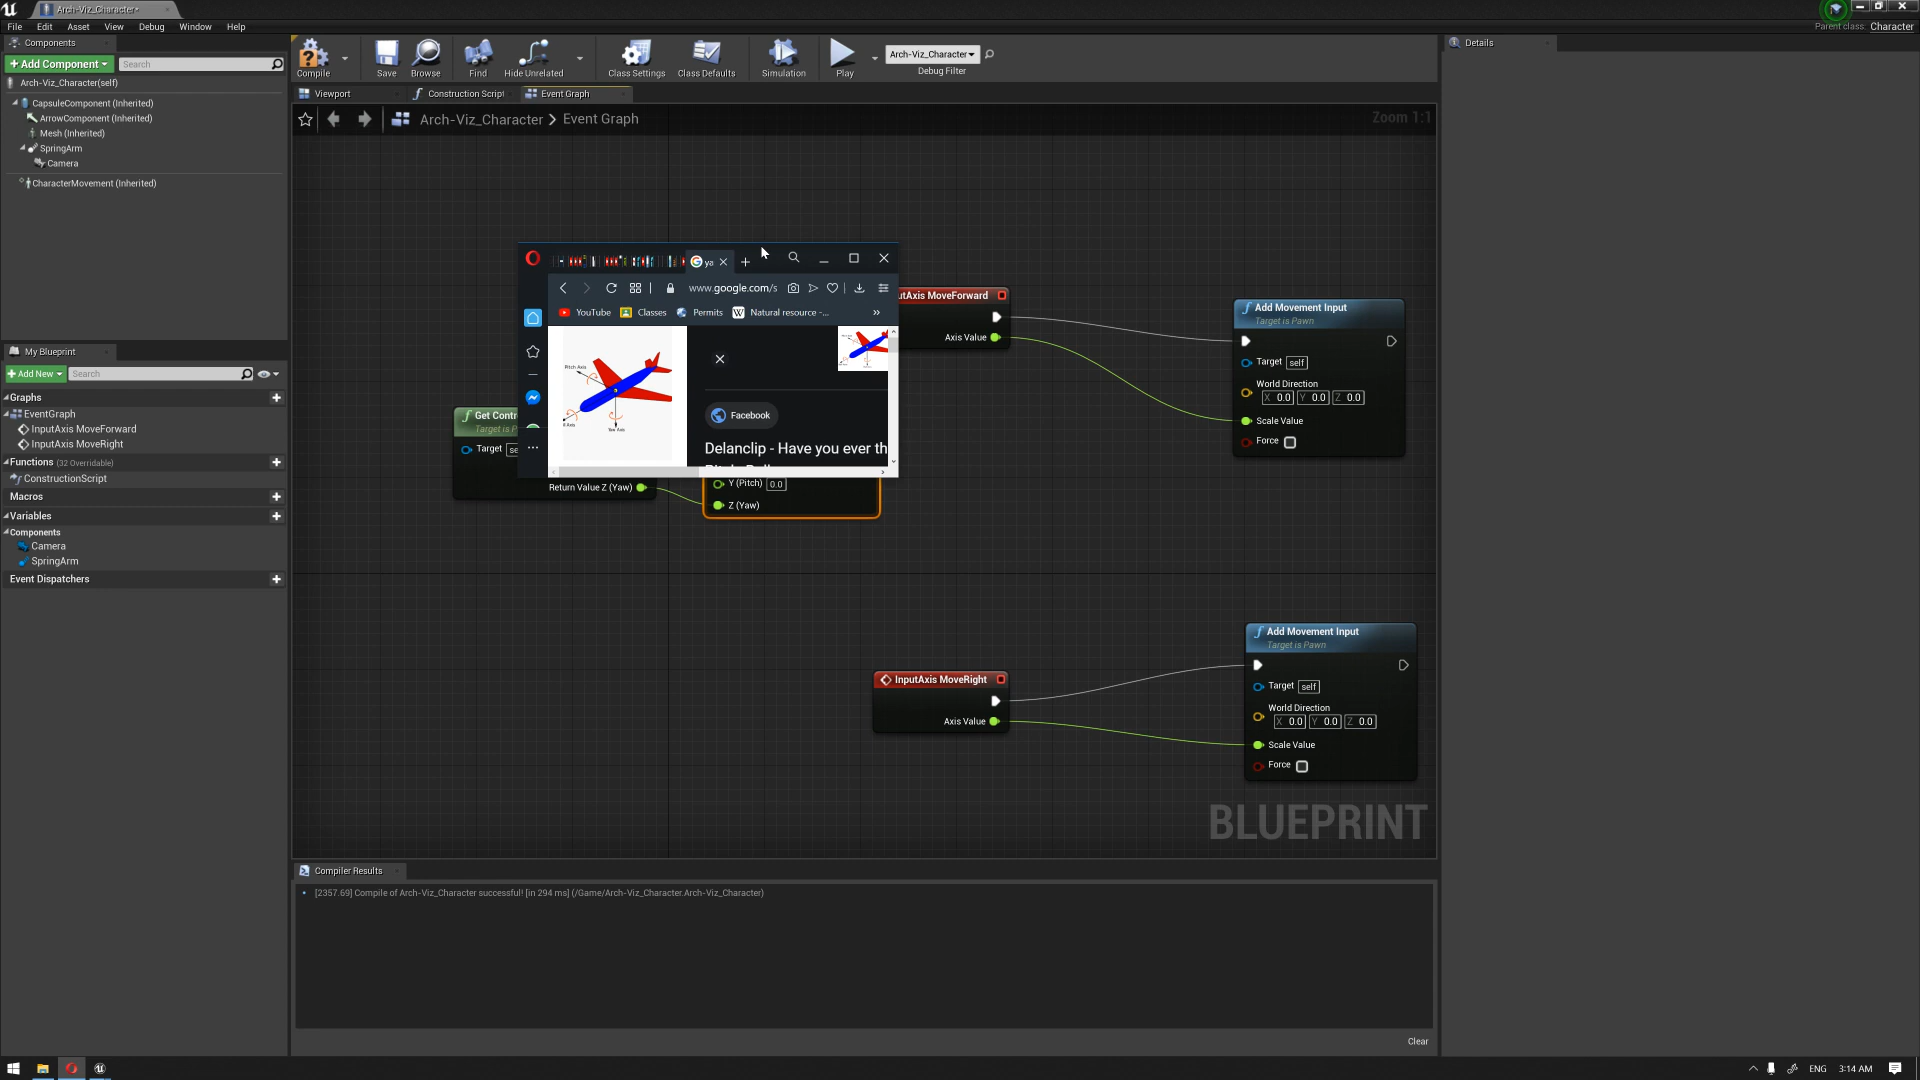 Arch-Viz_Character*
File Edit Asset View Debug Window Help
Parent class: Character
Components
Details
+ Add Component
Search
Arch-Viz_Character(self)
CapsuleComponent (Inherited)
ArrowComponent (Inherited)
Mesh (Inherited)
SpringArm
Camera
CharacterMovement (Inherited)
Compile
Save
Browse
Find
Hide Unrelated
Class Settings
Class Defaults
Simulation
Play
Arch-Viz_Character
Debug Filter
Viewport
Construction Script
Event Graph
Arch-Viz_Character > Event Graph
Zoom 1:1
ya
www.google.com/s
YouTube Classes Permits Natural resource -...
Pitch Axis
Yaw Axis
Facebook
Delanclip - Have you ever th
utAxis MoveForward
Axis Value
Add Movement Input
Target is Pawn
Target self
World Direction
X 0.0 Y 0.0 Z 0.0
Scale Value
Force
Get Contr
Target is P
Target se
Return Value Z (Yaw)
Y (Pitch) 0.0
Z (Yaw)
InputAxis MoveRight
Axis Value
Add Movement Input
Target is Pawn
Target self
World Direction
X 0.0 Y 0.0 Z 0.0
Scale Value
Force
BLUEPRINT
My Blueprint
+ Add New
Search
Graphs
EventGraph
InputAxis MoveForward
InputAxis MoveRight
Functions (32 Overridable)
ConstructionScript
Macros
Variables
Components
Camera
SpringArm
Event Dispatchers
Compiler Results
[2357.69] Compile of Arch-Viz_Character successful! [in 294 ms] (/Game/Arch-Viz_Character.Arch-Viz_Character)
Clear
ENG 3:14 AM